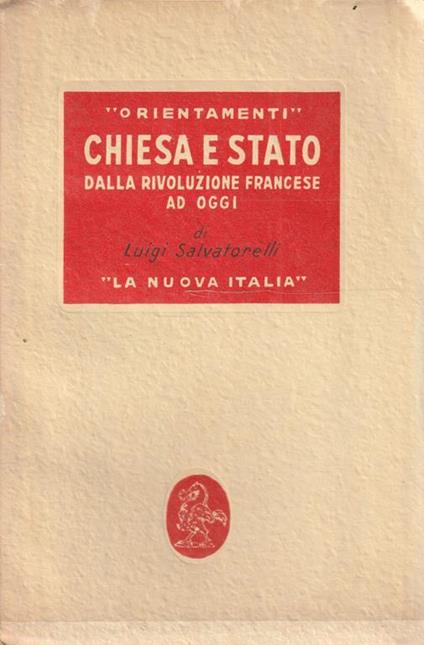 "ORIENTAMENTI"
CHIESA E STATO
DALLA RIVOLUZIONE FRANCESE
AD OGGI
di
Luigi Salvatorelli
"LA NUOVA ITALIA"